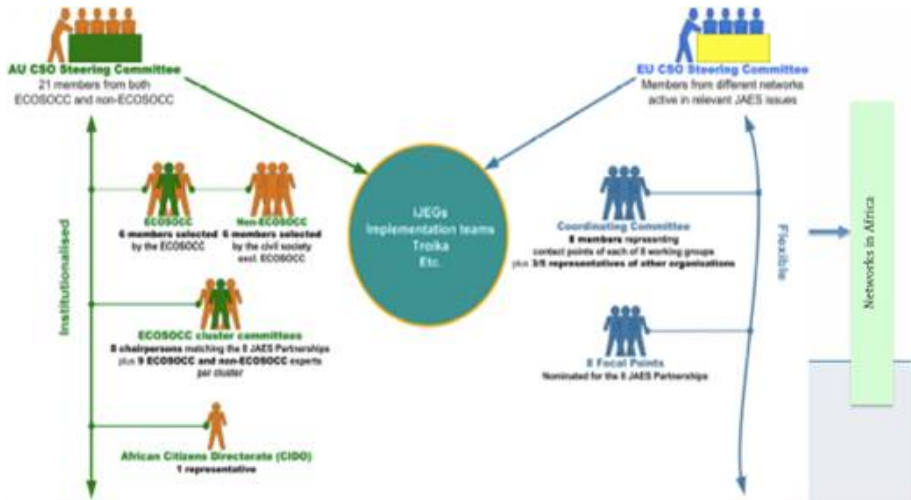 AU CSO Steering Committee
21 members from both
ECOSOCC and non-ECOSOCC
EU CSO Steering Committee
Members from different networks
active in relevant JAES issues
Institutionalised
ECOSOCC
6 members selected
by the ECOSOCC
Non-ECOSOCC
6 members selected
by the civil society
excl. ECOSOCC
ECOSOCC cluster committees
8 chairpersons matching the 8 JAES Partnerships
plus 9 ECOSOCC and non-ECOSOCC experts
per cluster
African Citizens Directorate (CIDO)
1 representative
iJEGs
Implementation teams
Troika
Etc.
Coordinating Committee
8 members representing
contact points of each of 8 working groups
plus 3/5 representatives of other organisations
8 Focal Points
Nominated for the 8 JAES Partnerships
Flexible
Networks in Africa